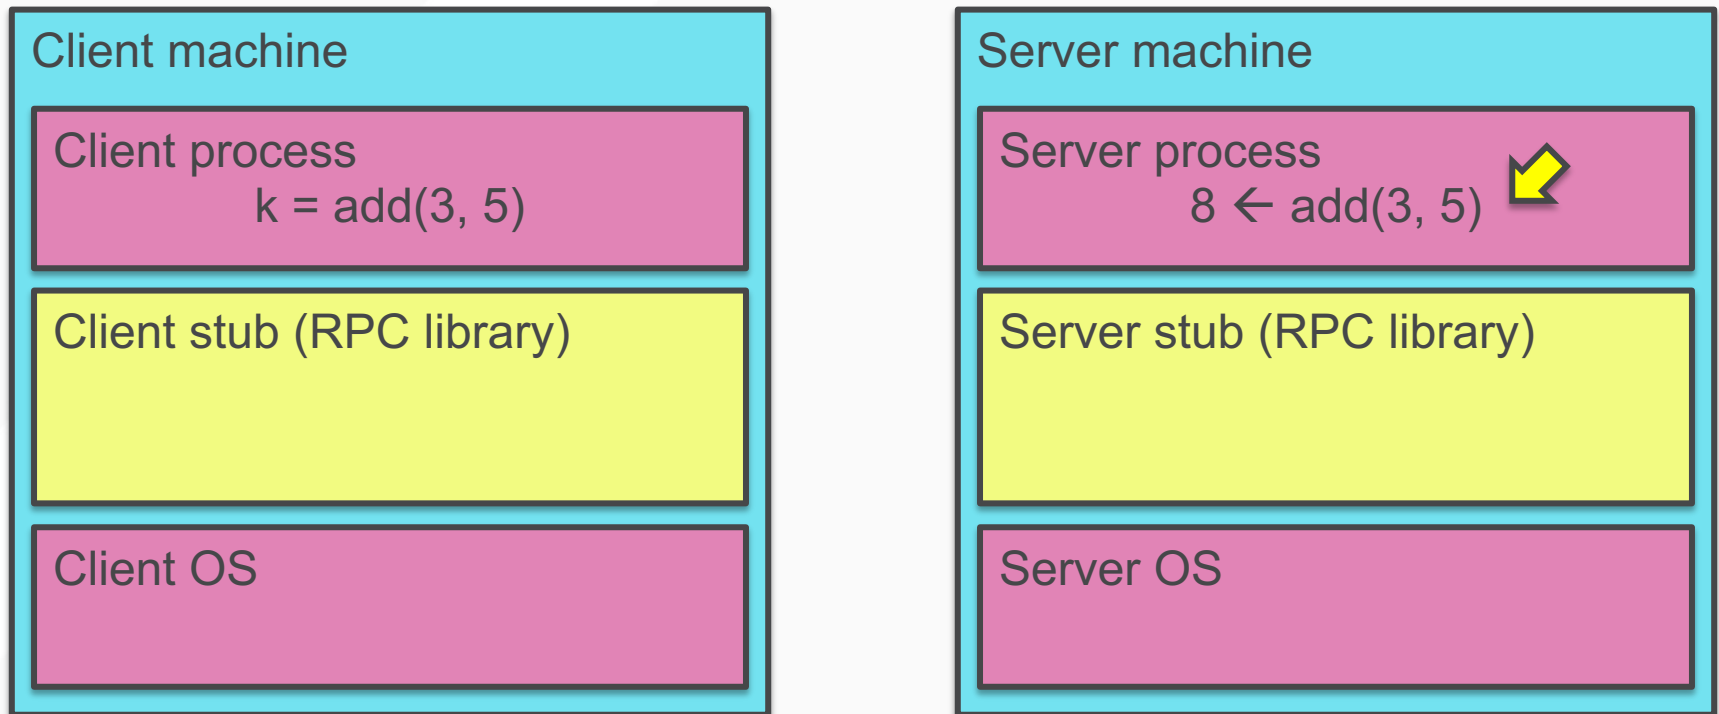 Client machine
Client process
k = add(3, 5)
Client stub (RPC library)
Client OS
Server machine
Server process
8 ← add(3, 5)
Server stub (RPC library)
Server OS